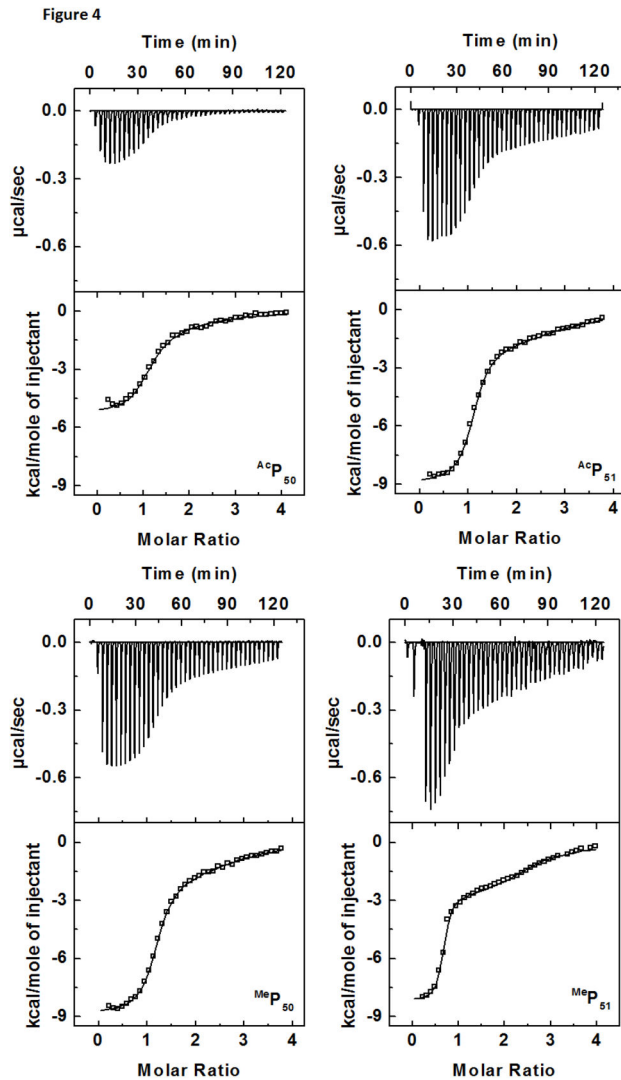 Figure 4
Time (min)
0 30 60 90 120
0.0
-0.3
-0.6
µcal/sec
0
-3
-6
-9
kcal/mole of injectant
AcP50
0 1 2 3 4
Molar Ratio
Time (min)
0 30 60 90 120
0.0
-0.3
-0.6
µcal/sec
0
-3
-6
-9
kcal/mole of injectant
AcP51
0 1 2 3 4
Molar Ratio
Time (min)
0 30 60 90 120
0.0
-0.3
-0.6
µcal/sec
0
-3
-6
-9
kcal/mole of injectant
MeP50
0 1 2 3 4
Molar Ratio
Time (min)
0 30 60 90 120
0.0
-0.3
-0.6
µcal/sec
0
-3
-6
-9
kcal/mole of injectant
MeP51
0 1 2 3 4
Molar Ratio